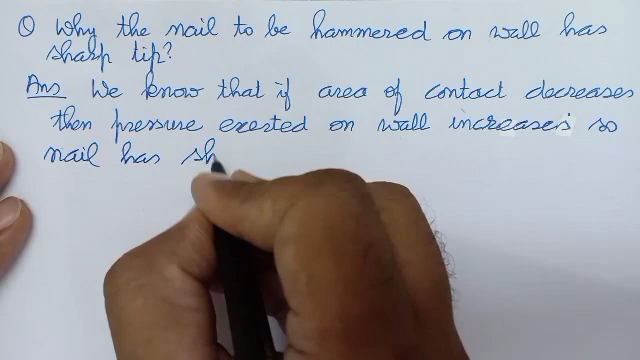 Q Why the nail to be hammered on wall has
sharp tip?
Ans We know that if area of contact decreases
then pressure exerted on wall increases so
nail has sh